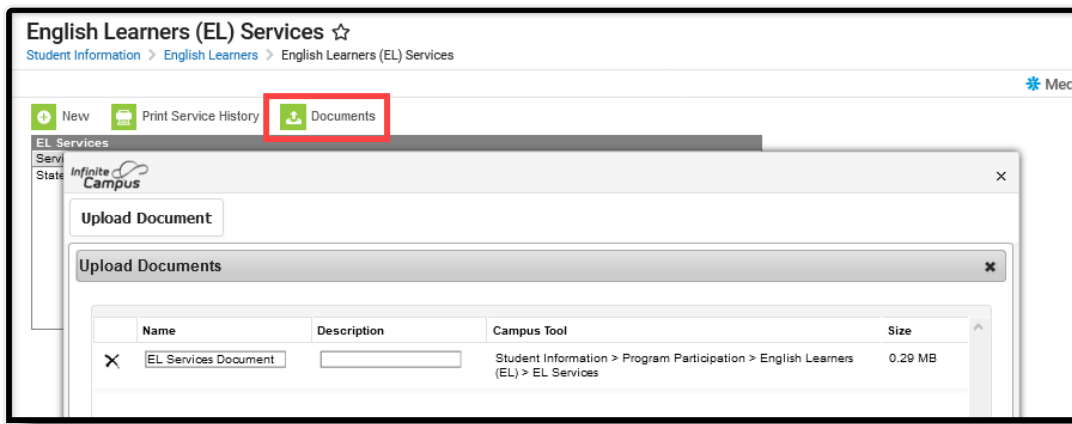 English Learners (EL) Services
Student Information > English Learners > English Learners (EL) Services
Med
New Print Service History Documents
EL Services
Servi
State
Infinite
Campus
Upload Document
Upload Documents
Name Description Campus Tool Size
EL Services Document Student Information > Program Participation > English Learners 0.29 MB
(EL) > EL Services